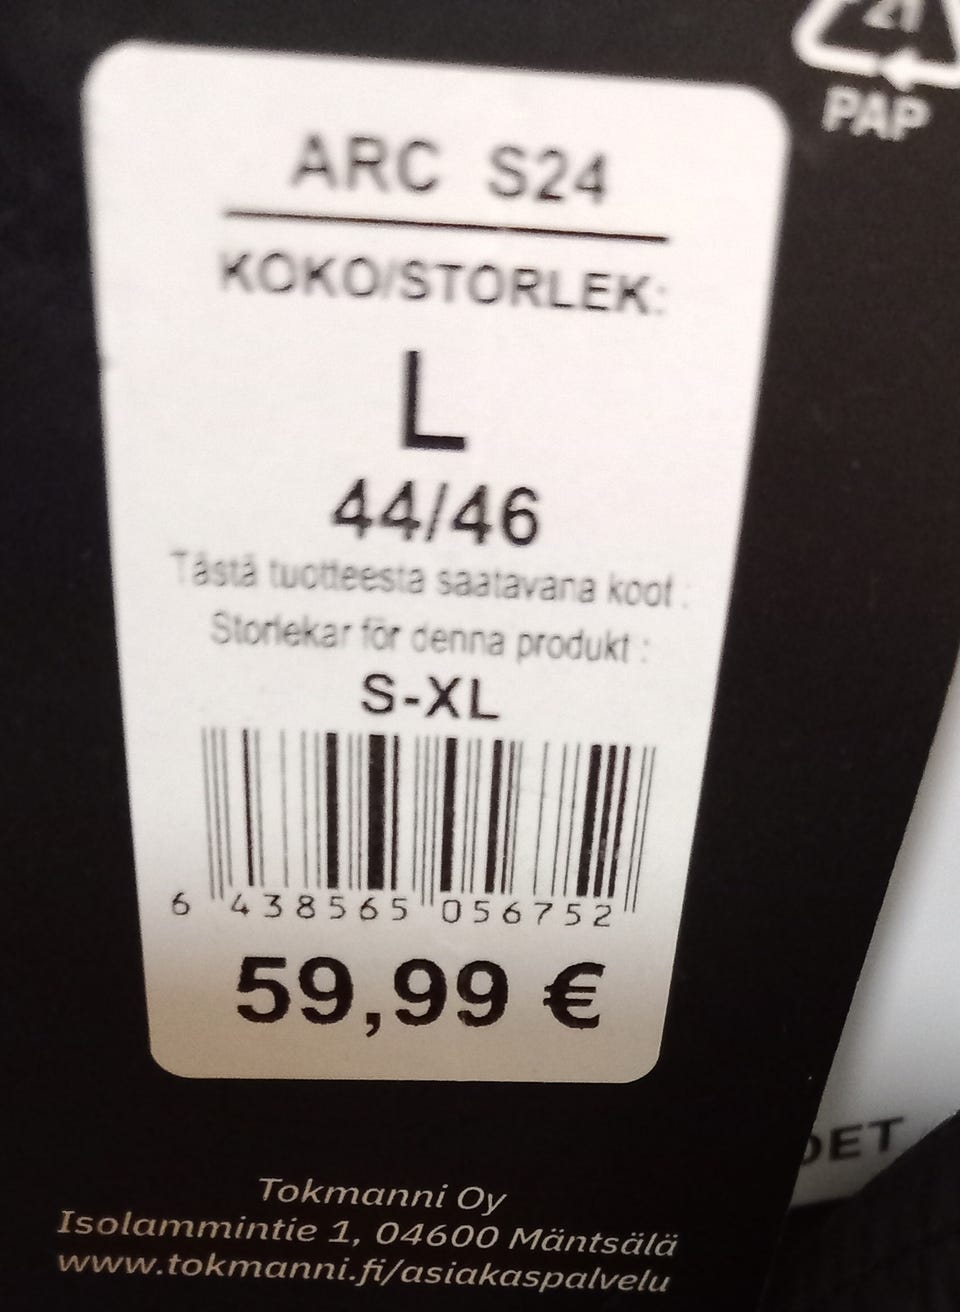 21
PAP
ARC S24
KOKO/STORLEK:
L
44/46
Tästä tuotteesta saatavana koot :
Storlekar för denna produkt :
S-XL
6 438565 056752
59,99 €
DET
Tokmanni Oy
Isolammintie 1, 04600 Mäntsälä
www.tokmanni.fi/asiakaspalvelu